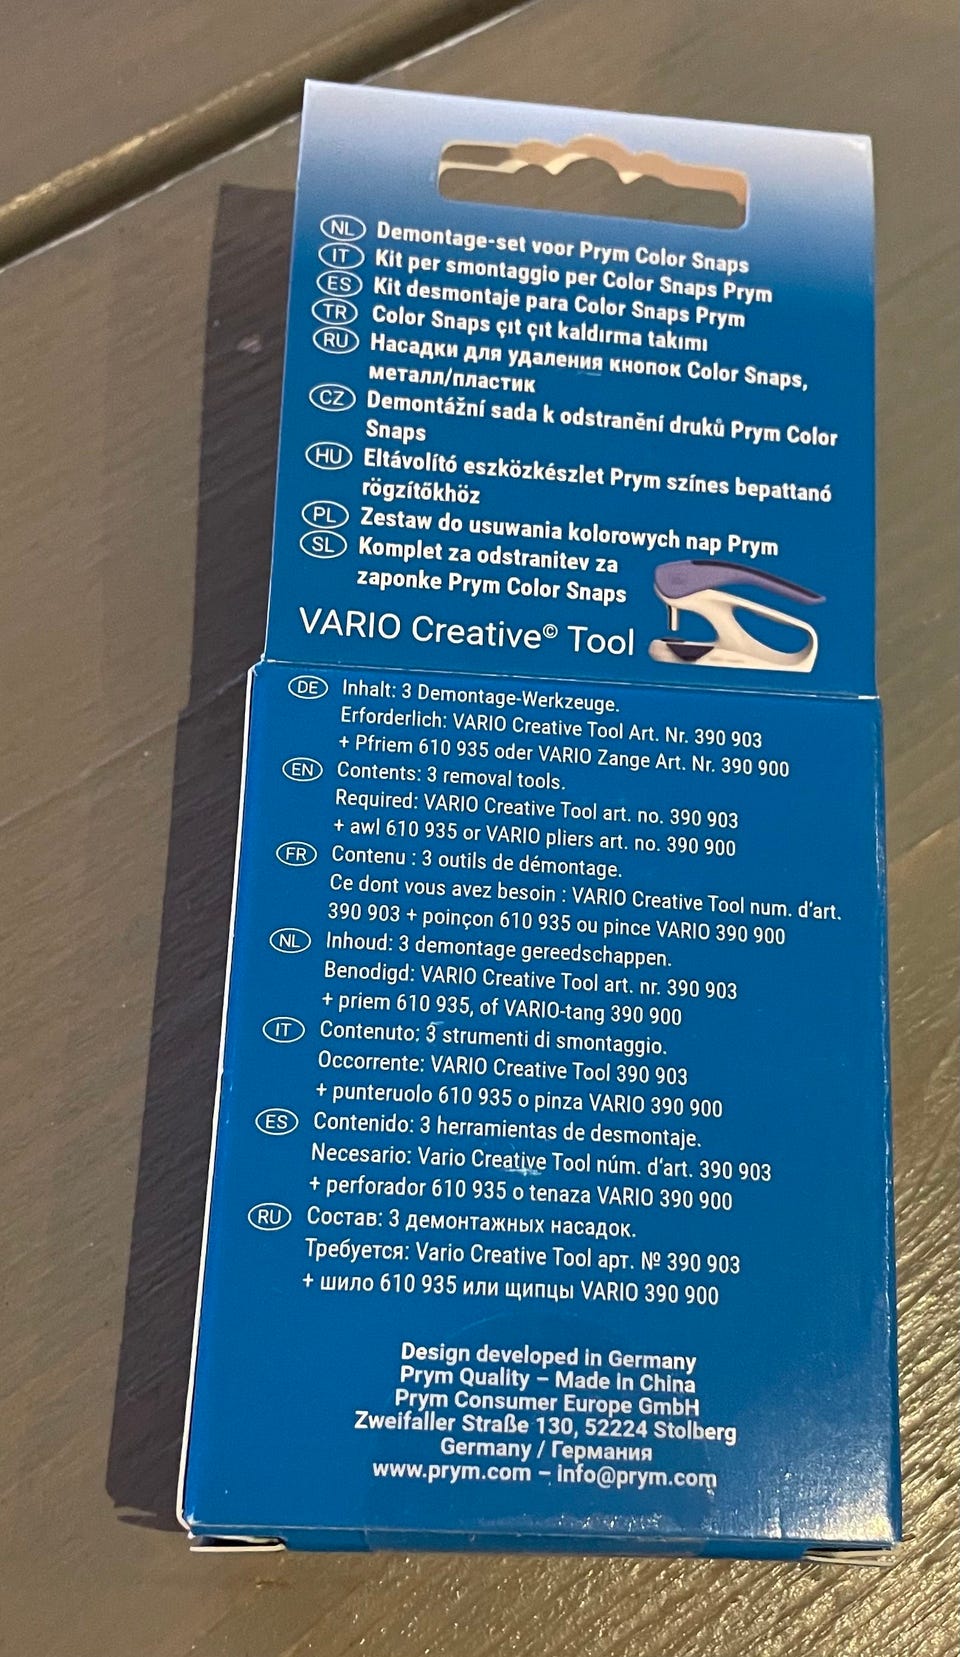 NL Demontage-set voor Prym Color Snaps
IT Kit per smontaggio per Color Snaps Prym
ES Kit desmontaje para Color Snaps Prym
TR Color Snaps çıt çıt kaldırma takımı
RU Насадки для удаления кнопок Color Snaps,
металл/пластик
CZ Demontážní sada k odstranění druků Prym Color
Snaps
HU Eltávolító eszközkészlet Prym színes bepattanó
rögzítőkhöz
PL Zestaw do usuwania kolorowych nap Prym
SL Komplet za odstranitev za
zaponke Prym Color Snaps
VARIO Creative© Tool
DE Inhalt: 3 Demontage-Werkzeuge.
Erforderlich: VARIO Creative Tool Art. Nr. 390 903
+ Pfriem 610 935 oder VARIO Zange Art. Nr. 390 900
EN Contents: 3 removal tools.
Required: VARIO Creative Tool art. no. 390 903
+ awl 610 935 or VARIO pliers art. no. 390 900
FR Contenu : 3 outils de démontage.
Ce dont vous avez besoin : VARIO Creative Tool num. d'art.
390 903 + poinçon 610 935 ou pince VARIO 390 900
NL Inhoud: 3 demontage gereedschappen.
Benodigd: VARIO Creative Tool art. nr. 390 903
+ priem 610 935, of VARIO-tang 390 900
IT Contenuto: 3 strumenti di smontaggio.
Occorrente: VARIO Creative Tool 390 903
+ punteruolo 610 935 o pinza VARIO 390 900
ES Contenido: 3 herramientas de desmontaje.
Necesario: Vario Creative Tool núm. d'art. 390 903
+ perforador 610 935 o tenaza VARIO 390 900
RU Состав: 3 демонтажных насадок.
Требуется: Vario Creative Tool арт. № 390 903
+ шило 610 935 или щипцы VARIO 390 900
Design developed in Germany
Prym Quality – Made in China
Prym Consumer Europe GmbH
Zweifaller Straße 130, 52224 Stolberg
Germany / Германия
www.prym.com – info@prym.com